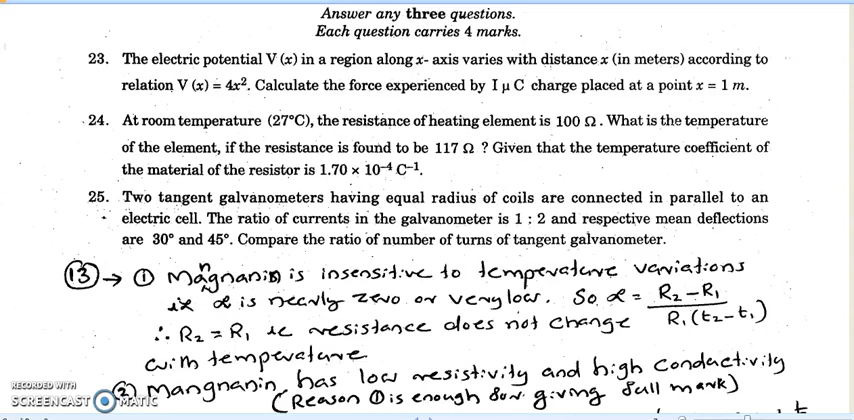 Answer any three questions.
Each question carries 4 marks.
23. The electric potential V (x) in a region along x- axis varies with distance x (in meters) according to
relation V (x) = 4x². Calculate the force experienced by I μ C charge placed at a point x = 1 m.
24. At room temperature (27°C), the resistance of heating element is 100 Ω. What is the temperature
of the element, if the resistance is found to be 117 Ω ? Given that the temperature coefficient of
the material of the resistor is 1.70 × 10⁻⁴ C⁻¹.
25. Two tangent galvanometers having equal radius of coils are connected in parallel to an
electric cell. The ratio of currents in the galvanometer is 1 : 2 and respective mean deflections
are 30° and 45°. Compare the ratio of number of turns of tangent galvanometer.
13 → ① Mangnanin is insensitive to temperature variations
ie α is nearly zero or very low. So α = R₂ – R₁ / R₁(t₂ – t₁)
∴ R₂ = R₁ ie resistance does not change
with temperature
② Mangnanin has low resistivity and high conductivity
(Reason ① is enough for giving full mark)
RECORDED WITH
SCREENCAST MATIC